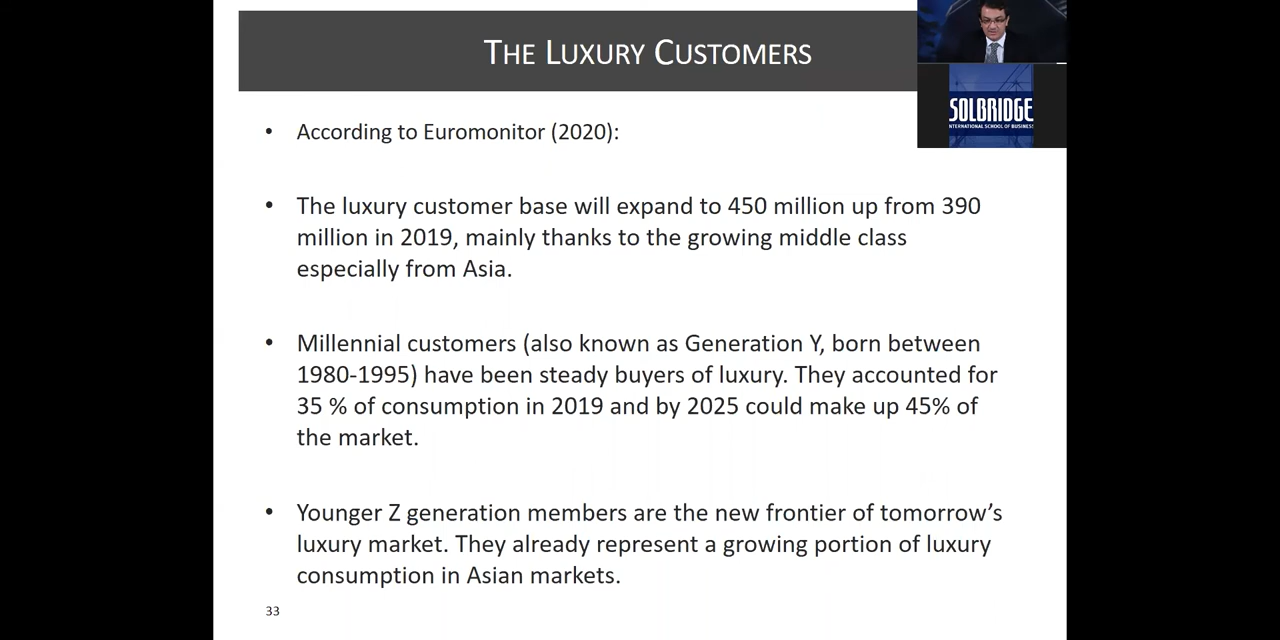 THE LUXURY CUSTOMERS
SOLBRIDGE
INTERNATIONAL SCHOOL OF BUSINESS
• According to Euromonitor (2020):
• The luxury customer base will expand to 450 million up from 390
million in 2019, mainly thanks to the growing middle class
especially from Asia.
• Millennial customers (also known as Generation Y, born between
1980-1995) have been steady buyers of luxury. They accounted for
35 % of consumption in 2019 and by 2025 could make up 45% of
the market.
• Younger Z generation members are the new frontier of tomorrow’s
luxury market. They already represent a growing portion of luxury
consumption in Asian markets.
33